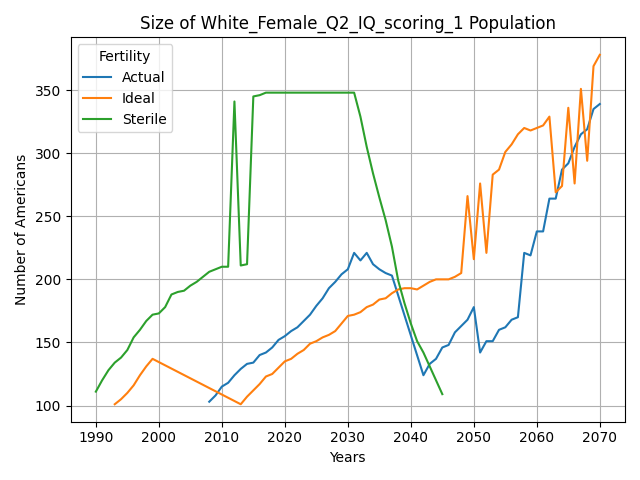 Size of White_Female_Q2_IQ_scoring_1 Population
Fertility
Actual
Ideal
Sterile
Number of Americans
350
300
250
200
150
100
1990
2000
2010
2020
2030
2040
2050
2060
2070
Years